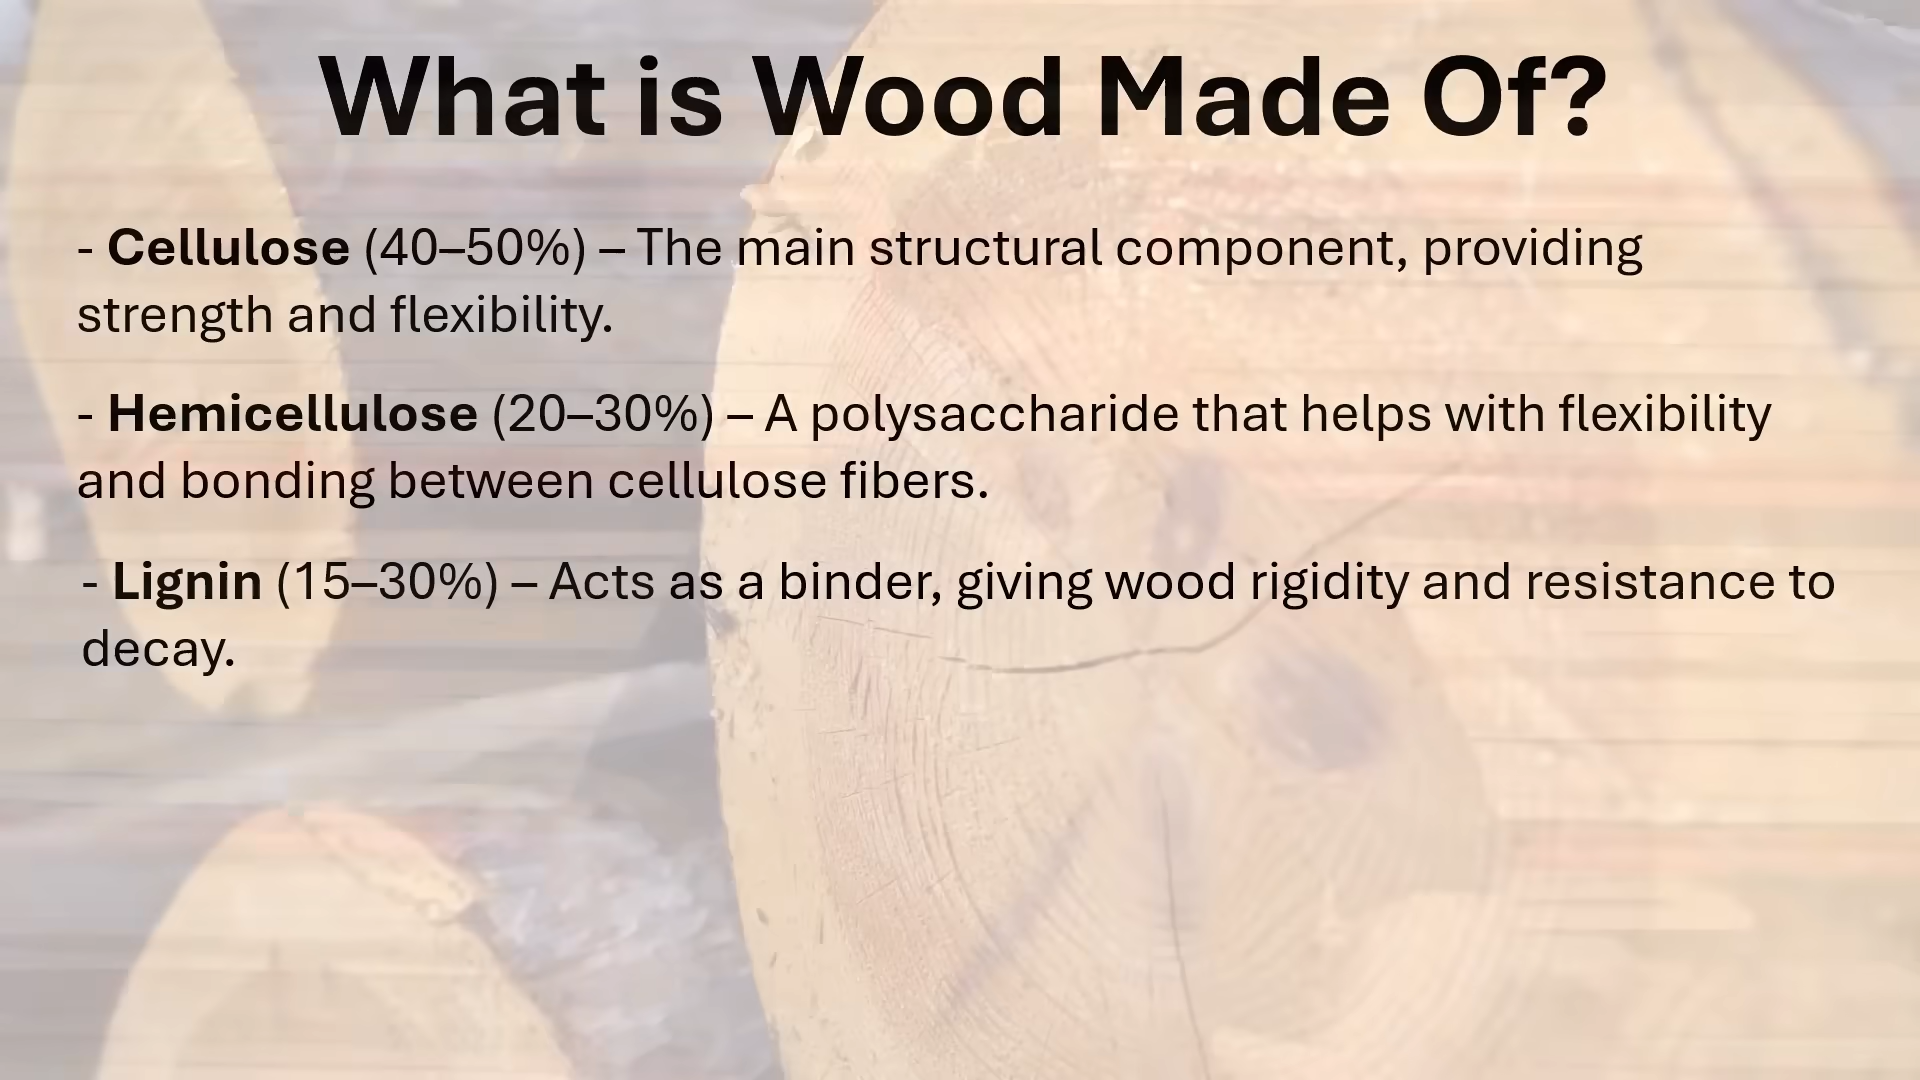 What is Wood Made Of?
- Cellulose (40–50%) – The main structural component, providing
strength and flexibility.
- Hemicellulose (20–30%) – A polysaccharide that helps with flexibility
and bonding between cellulose fibers.
- Lignin (15–30%) – Acts as a binder, giving wood rigidity and resistance to
decay.